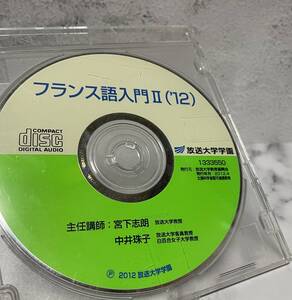 フランス語入門Ⅱ('12)
COMPACT
disc
DIGITAL AUDIO
放送大学学園
1333550
主任講師:宮下志朗 放送大学教授
中井珠子 放送大学客員教授
白百合女子大学教授
Ⓟ2012 放送大学学園